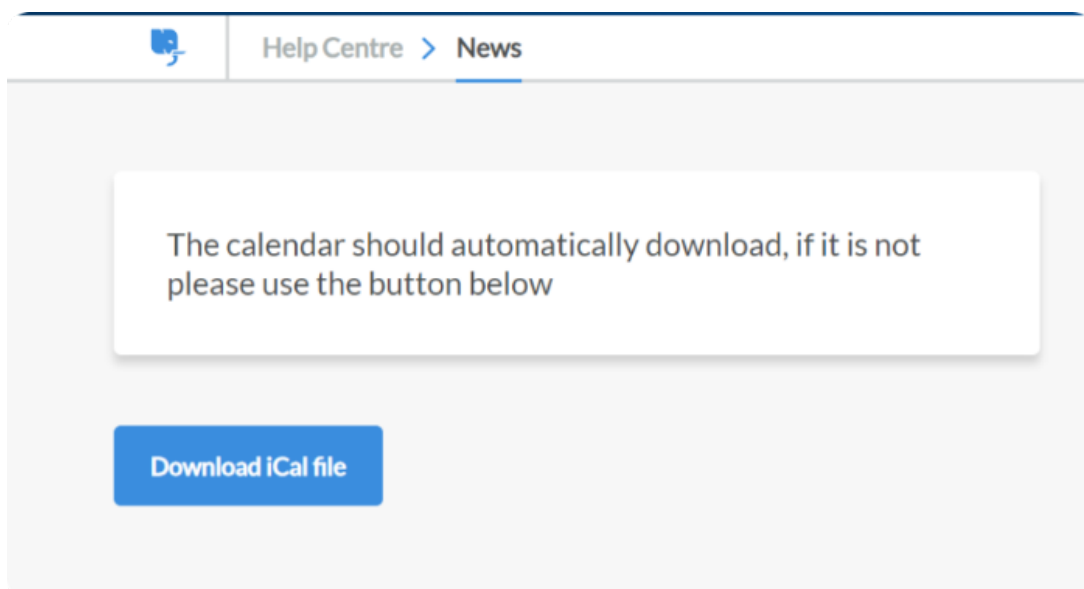 Help Centre > News
The calendar should automatically download, if it is not
please use the button below
Download iCal file